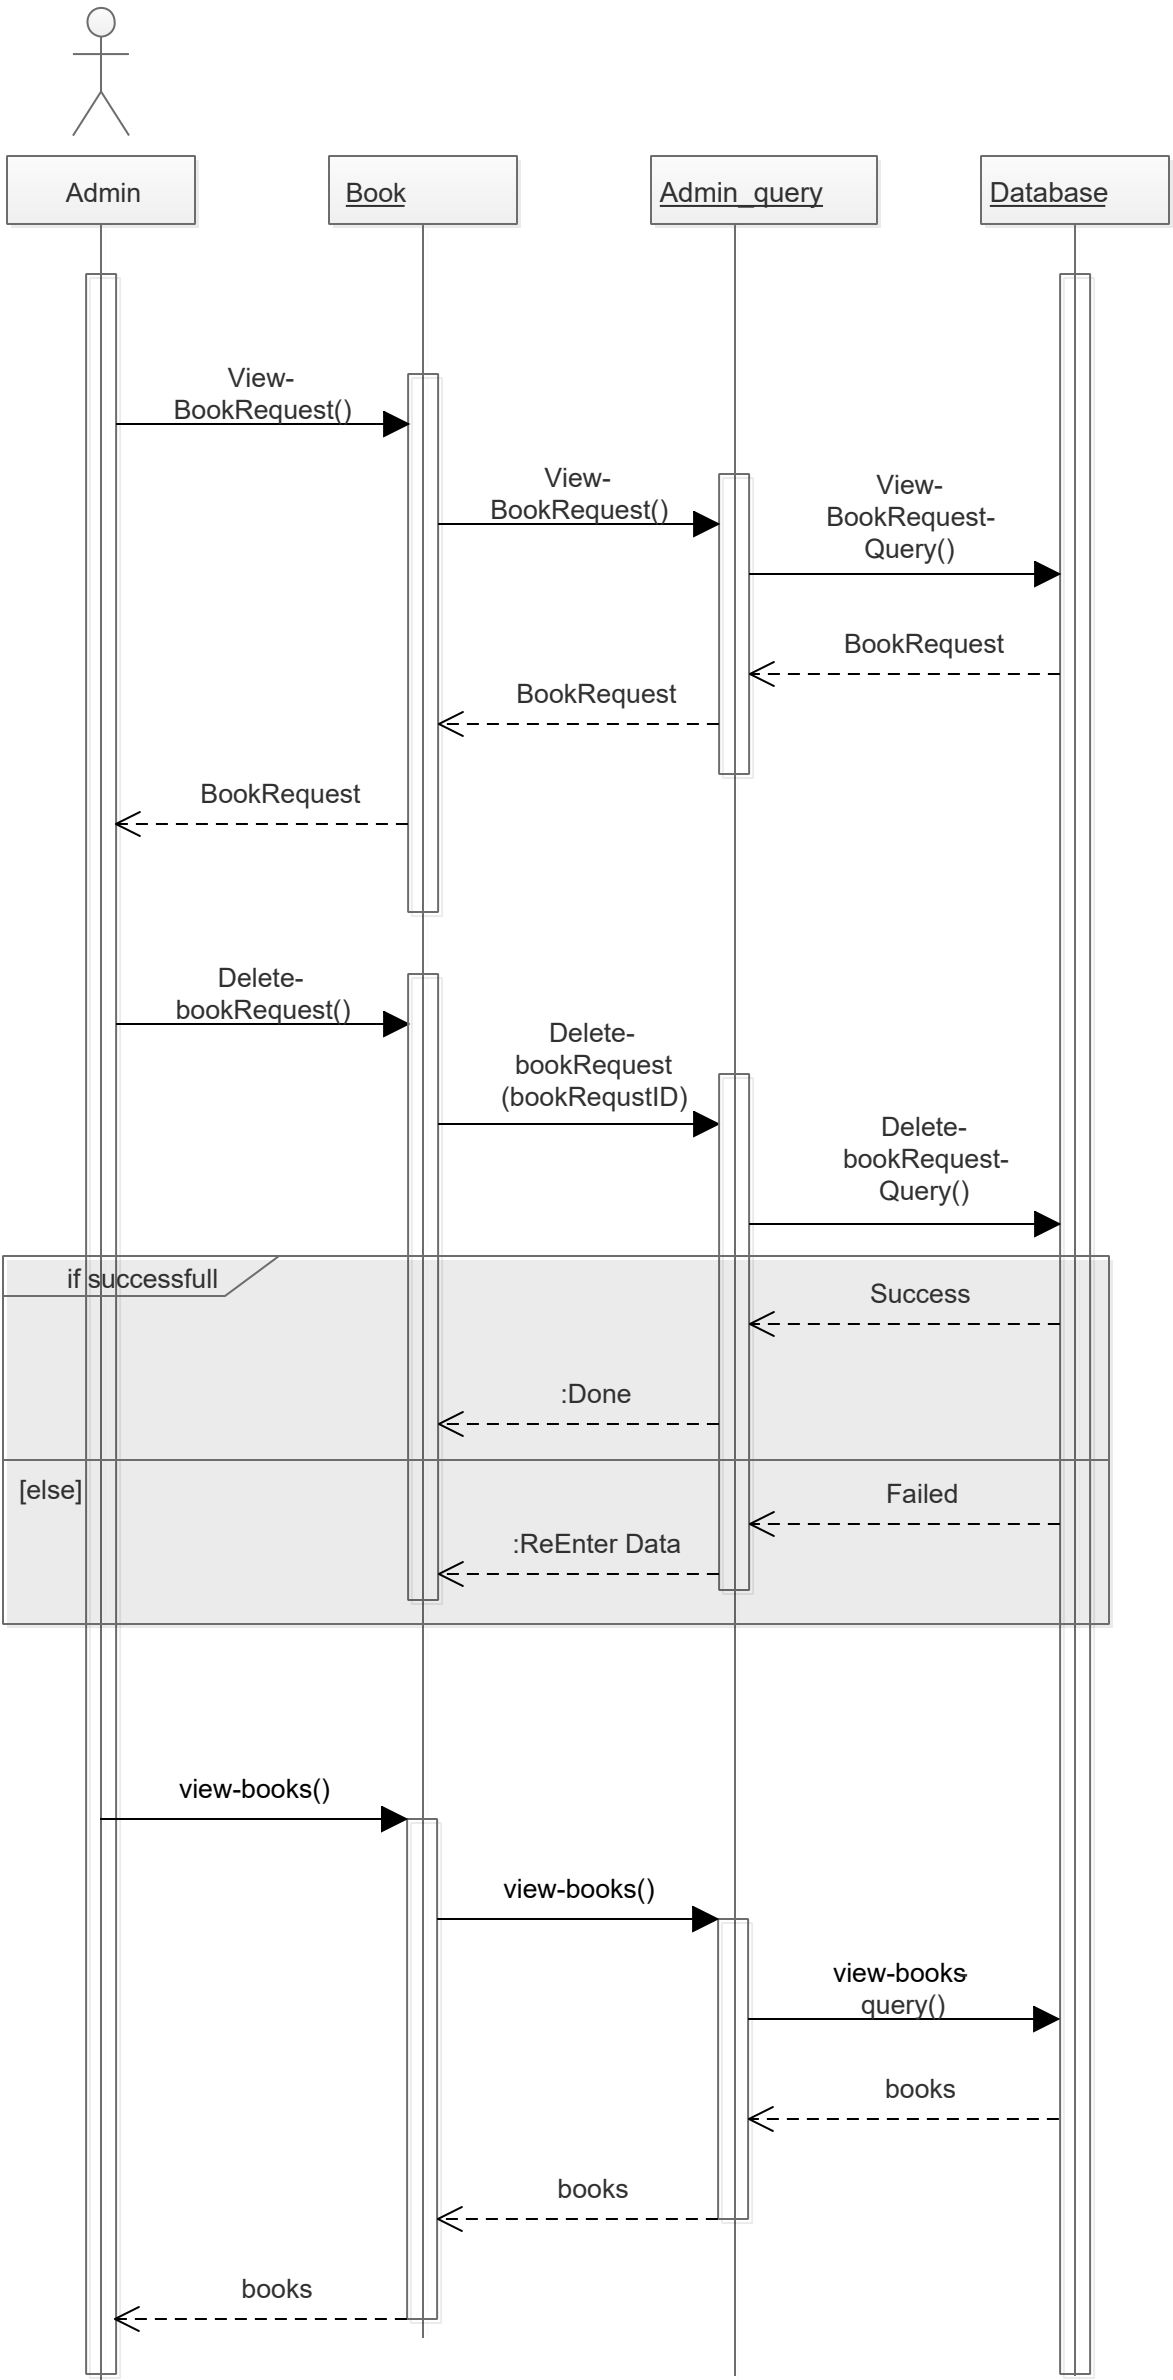 Admin
Book
Admin_query
Database
View-
BookRequest()
View-
BookRequest()
View-
BookRequest-
Query()
BookRequest
BookRequest
BookRequest
Delete-
bookRequest()
Delete-
bookRequest
(bookRequstID)
Delete-
bookRequest-
Query()
if successfull
Success
:Done
[else]
Failed
:ReEnter Data
view-books()
view-books()
view-books-
query()
books
books
books